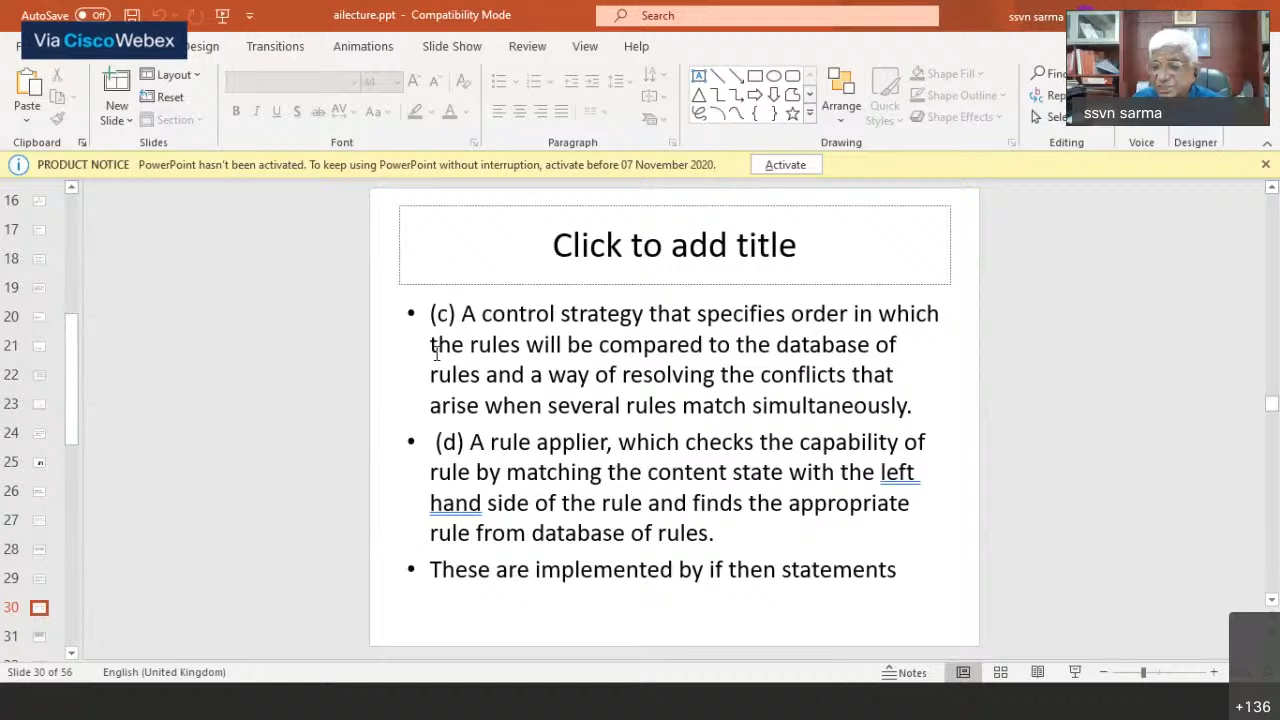 AutoSave Off ailecture.ppt - Compatibility Mode Search ssvn sarma
Via CiscoWebex
Design Transitions Animations Slide Show Review View Help
Paste New Slide Layout Reset Section
B I U S ab AV Aa A
Arrange Quick Styles Shape Fill Shape Outline Shape Effects
ssvn sarma
Clipboard Slides Font Paragraph Drawing Editing Voice Designer
PRODUCT NOTICE PowerPoint hasn't been activated. To keep using PowerPoint without interruption, activate before 07 November 2020. Activate
16
17
18
19
20
21
22
23
24
25
26
27
28
29
30
31
Click to add title
• (c) A control strategy that specifies order in which
the rules will be compared to the database of
rules and a way of resolving the conflicts that
arise when several rules match simultaneously.
• (d) A rule applier, which checks the capability of
rule by matching the content state with the left
hand side of the rule and finds the appropriate
rule from database of rules.
• These are implemented by if then statements
Slide 30 of 56 English (United Kingdom) Notes
+136